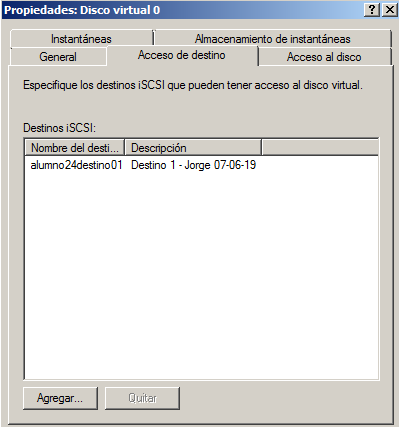 Propiedades: Disco virtual 0
Instantáneas Almacenamiento de instantáneas
General Acceso de destino Acceso al disco
Especifique los destinos iSCSI que pueden tener acceso al disco virtual.
Destinos iSCSI:
Nombre del desti... Descripción
alumno24destino01 Destino 1 - Jorge 07-06-19
Agregar... Quitar